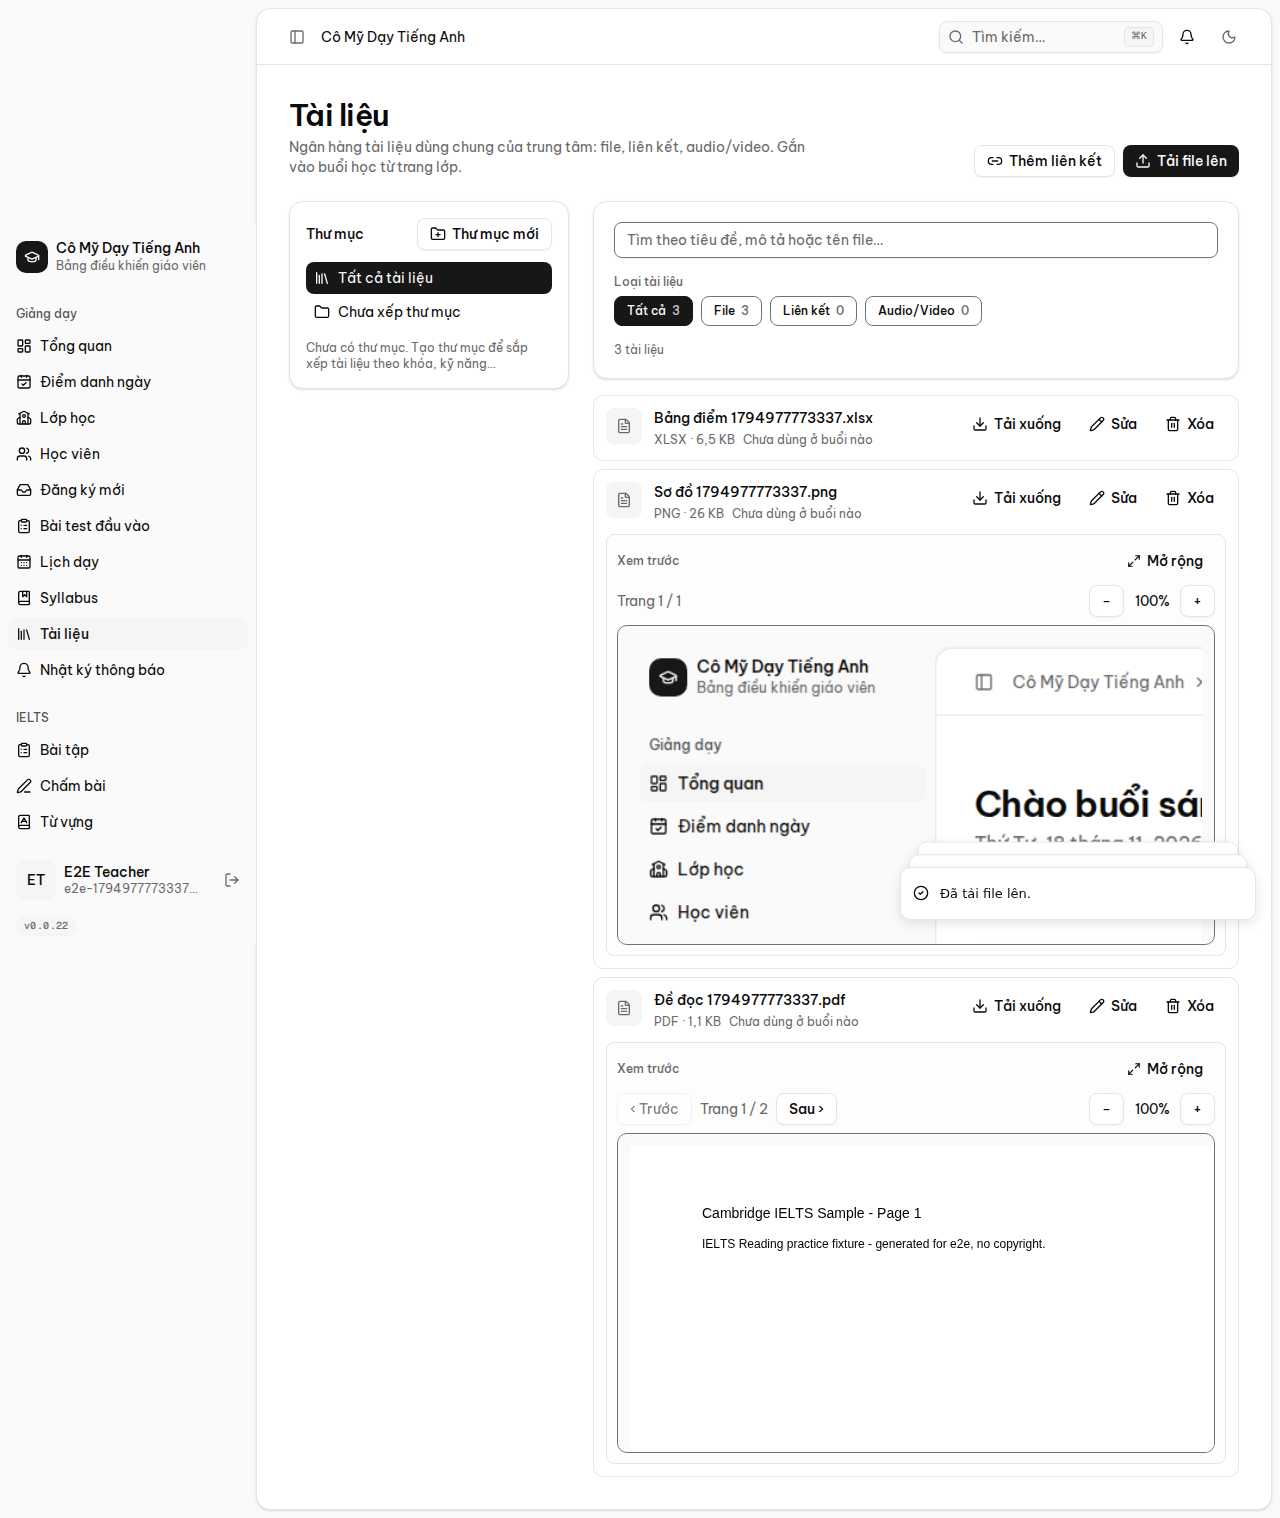 Cô Mỹ Dạy Tiếng Anh
Bảng điều khiển giáo viên
Giảng dạy
Tổng quan
Điểm danh ngày
Lớp học
Học viên
Đăng ký mới
Bài test đầu vào
Lịch dạy
Syllabus
Tài liệu
Nhật ký thông báo
IELTS
Bài tập
Chấm bài
Từ vựng
ET
E2E Teacher
e2e-1794977773337...
v0.0.22
Cô Mỹ Dạy Tiếng Anh
Tìm kiếm...
⌘K
Tài liệu
Ngân hàng tài liệu dùng chung của trung tâm: file, liên kết, audio/video. Gắn
vào buổi học từ trang lớp.
Thêm liên kết
Tải file lên
Thư mục
Thư mục mới
Tất cả tài liệu
Chưa xếp thư mục
Chưa có thư mục. Tạo thư mục để sắp
xếp tài liệu theo khóa, kỹ năng...
Tìm theo tiêu đề, mô tả hoặc tên file...
Loại tài liệu
Tất cả 3
File 3
Liên kết 0
Audio/Video 0
3 tài liệu
Bảng điểm 1794977773337.xlsx
XLSX · 6,5 KB Chưa dùng ở buổi nào
Tải xuống
Sửa
Xóa
Sơ đồ 1794977773337.png
PNG · 26 KB Chưa dùng ở buổi nào
Tải xuống
Sửa
Xóa
Xem trước
Mở rộng
Trang 1 / 1
− 100% +
Cô Mỹ Dạy Tiếng Anh
Bảng điều khiển giáo viên
Giảng dạy
Tổng quan
Điểm danh ngày
Lớp học
Học viên
Cô Mỹ Dạy Tiếng Anh ›
Chào buổi sá
Thứ Tư, 18 tháng 11, 2026
Đã tải file lên.
Đề đọc 1794977773337.pdf
PDF · 1,1 KB Chưa dùng ở buổi nào
Tải xuống
Sửa
Xóa
Xem trước
Mở rộng
‹ Trước
Trang 1 / 2
Sau ›
− 100% +
Cambridge IELTS Sample - Page 1
IELTS Reading practice fixture - generated for e2e, no copyright.